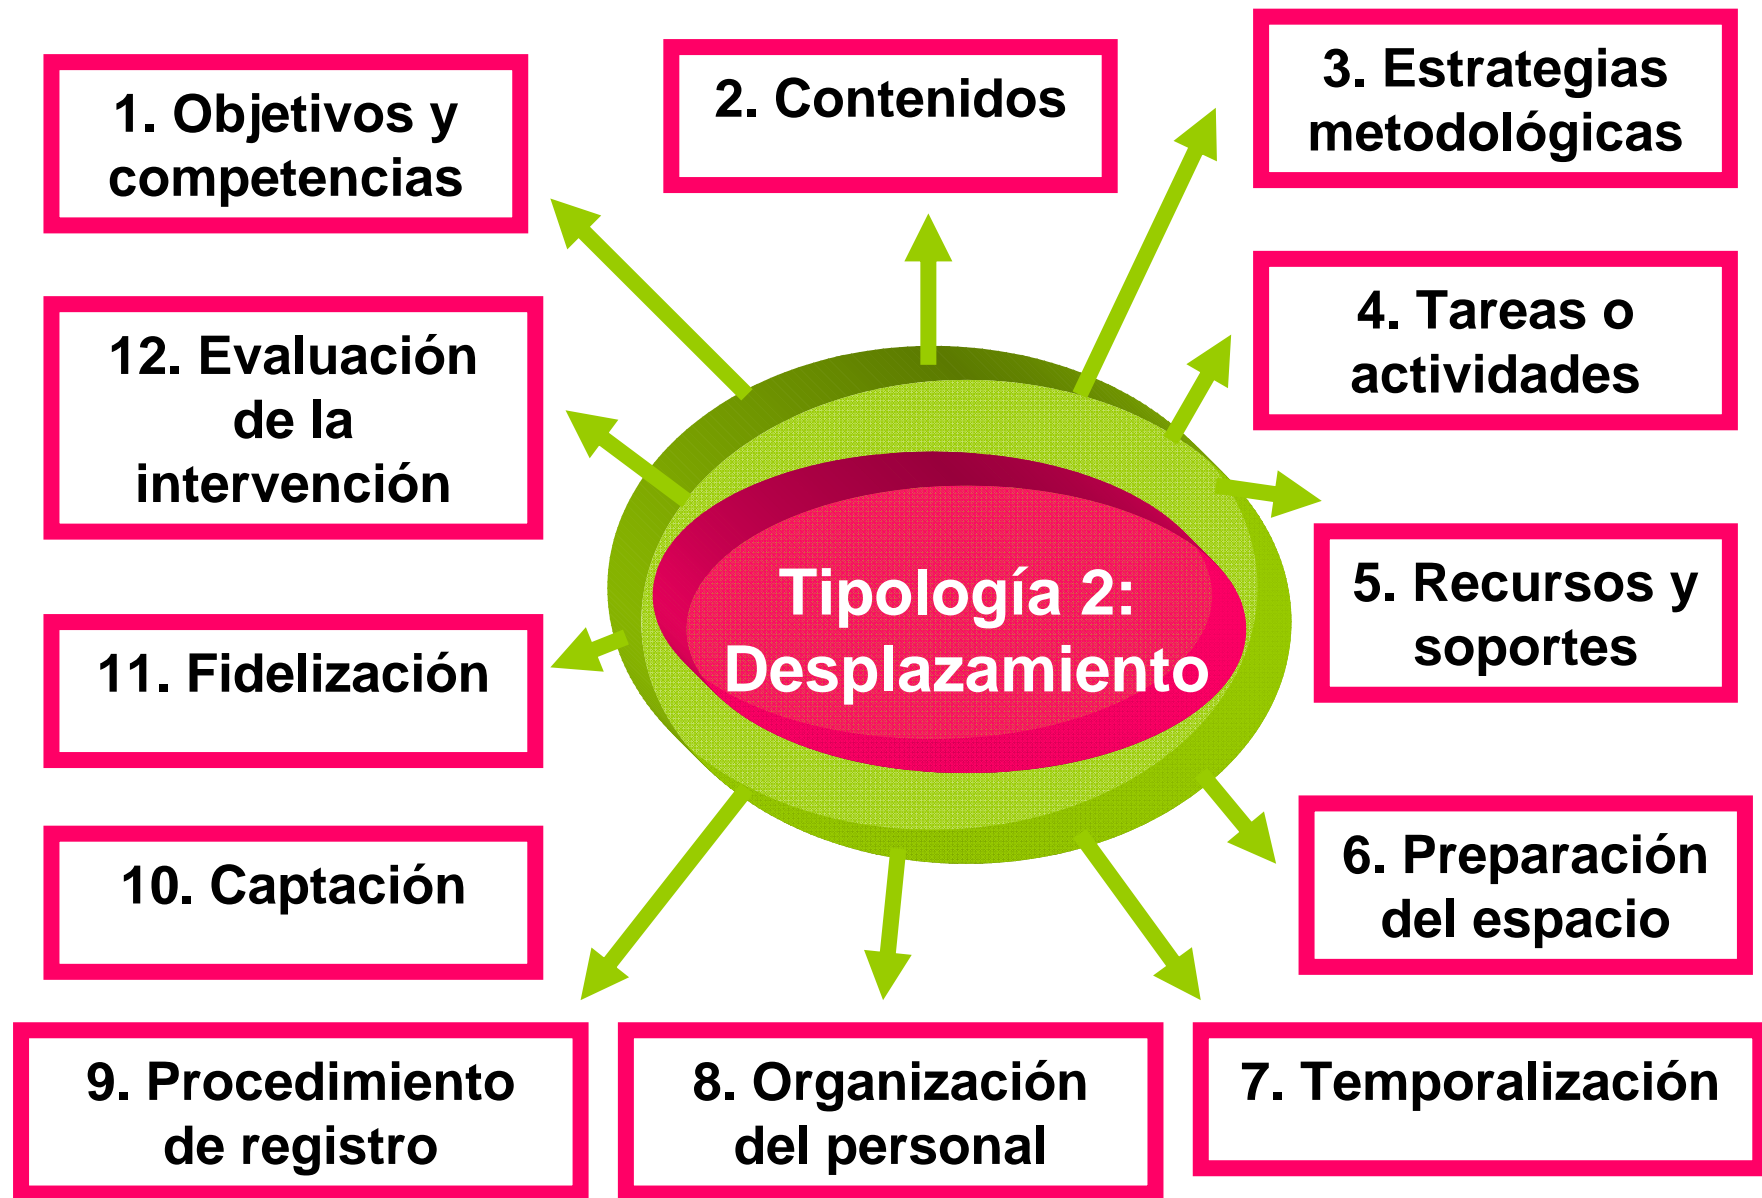 1. Objetivos y
competencias
2. Contenidos
3. Estrategias
metodológicas
4. Tareas o
actividades
5. Recursos y
soportes
6. Preparación
del espacio
7. Temporalización
8. Organización
del personal
9. Procedimiento
de registro
10. Captación
11. Fidelización
12. Evaluación
de la
intervención
Tipología 2:
Desplazamiento